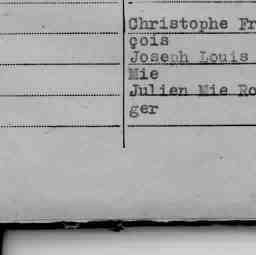 Christophe Fr
çois
Joseph Louis
Mie
Julien Mie Ro
ger